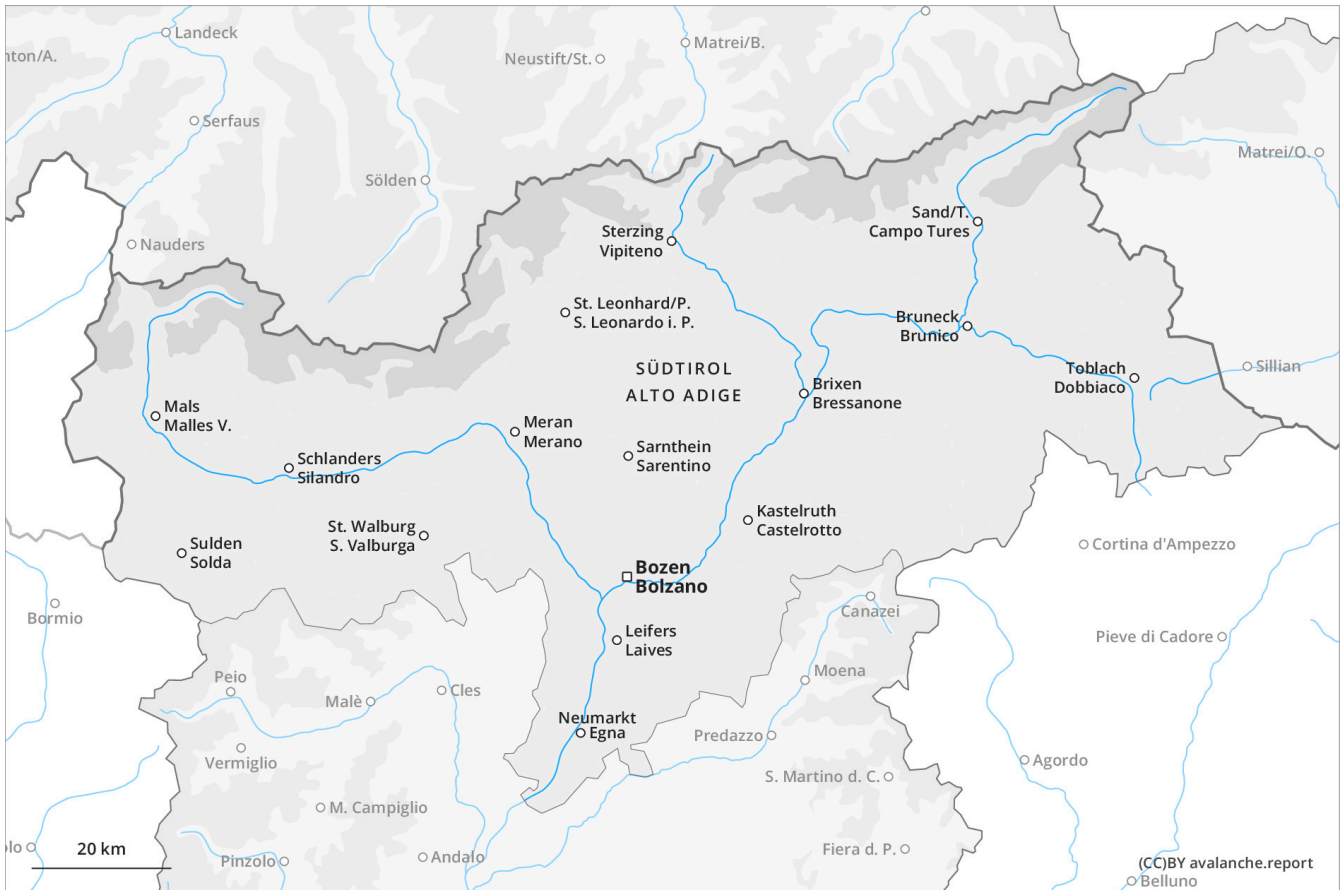 Landeck
nton/A.
Neustift/St.
Matrei/B.
Serfaus
Matrei/O.
Sölden
Sand/T.
Campo Tures
Sterzing
Vipiteno
Nauders
St. Leonhard/P.
S. Leonardo i. P.
Bruneck
Brunico
SÜDTIROL
ALTO ADIGE
Toblach
Dobbiaco
Sillian
Brixen
Bressanone
Mals
Malles V.
Meran
Merano
Sarnthein
Sarentino
Schlanders
Silandro
Kastelruth
Castelrotto
St. Walburg
S. Valburga
Sulden
Solda
Cortina d'Ampezzo
Bozen
Bolzano
Bormio
Canazei
Leifers
Laives
Pieve di Cadore
Peio
Moena
Malè
Cles
Neumarkt
Egna
Predazzo
Vermiglio
Agordo
S. Martino d. C.
M. Campiglio
lo
20 km
Pinzolo
Andalo
Fiera d. P.
(CC)BY avalanche.report
Belluno